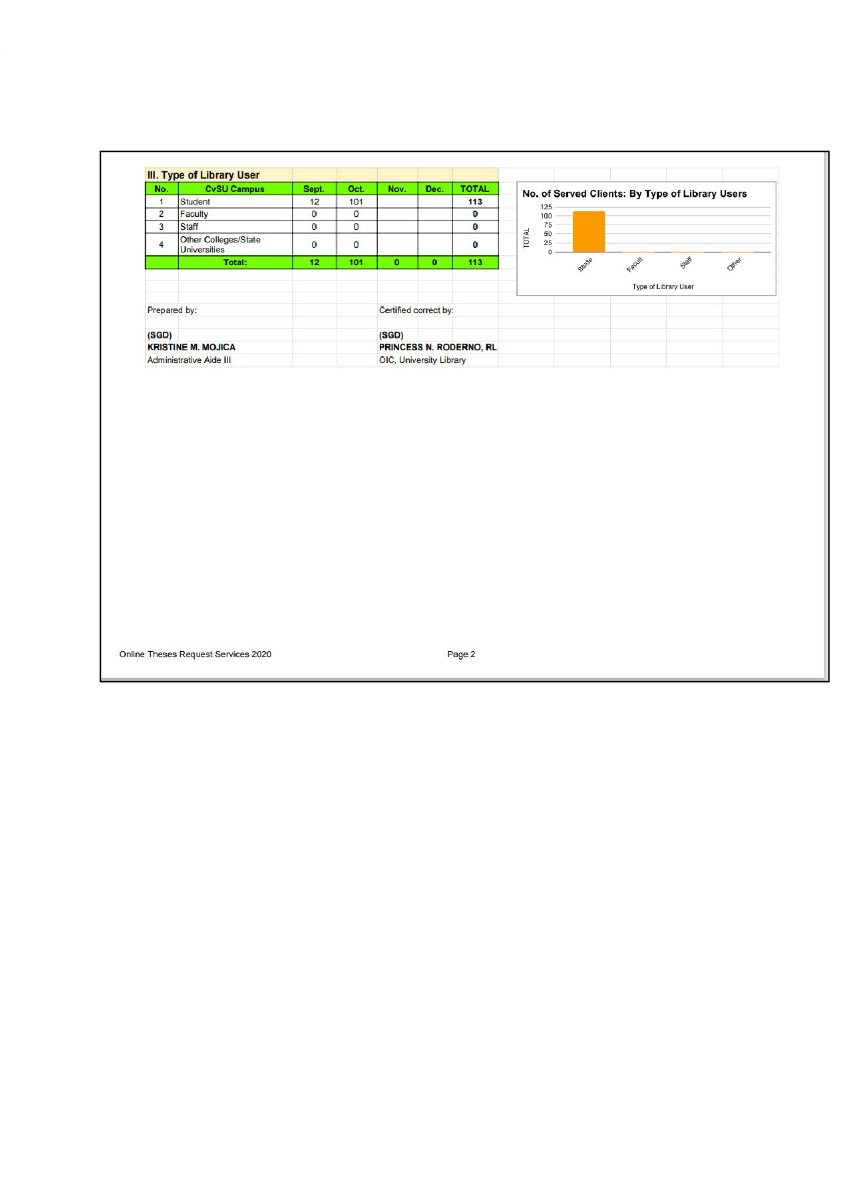 III. Type of Library User
No. CvSU Campus Sept. Oct. Nov. Dec. TOTAL
1 Student 12 101 113
2 Faculty 0 0 0
3 Staff 0 0 0
4 Other Colleges/State Universities 0 0 0
Total: 12 101 0 0 113
No. of Served Clients: By Type of Library Users
TOTAL
125
100
75
50
25
0
Stude Facult Staff Other
Type of Library User
Prepared by: Certified correct by:
(SGD) (SGD)
KRISTINE M. MOJICA PRINCESS N. RODERNO, RL
Administrative Aide III OIC, University Library
Online Theses Request Services 2020 Page 2